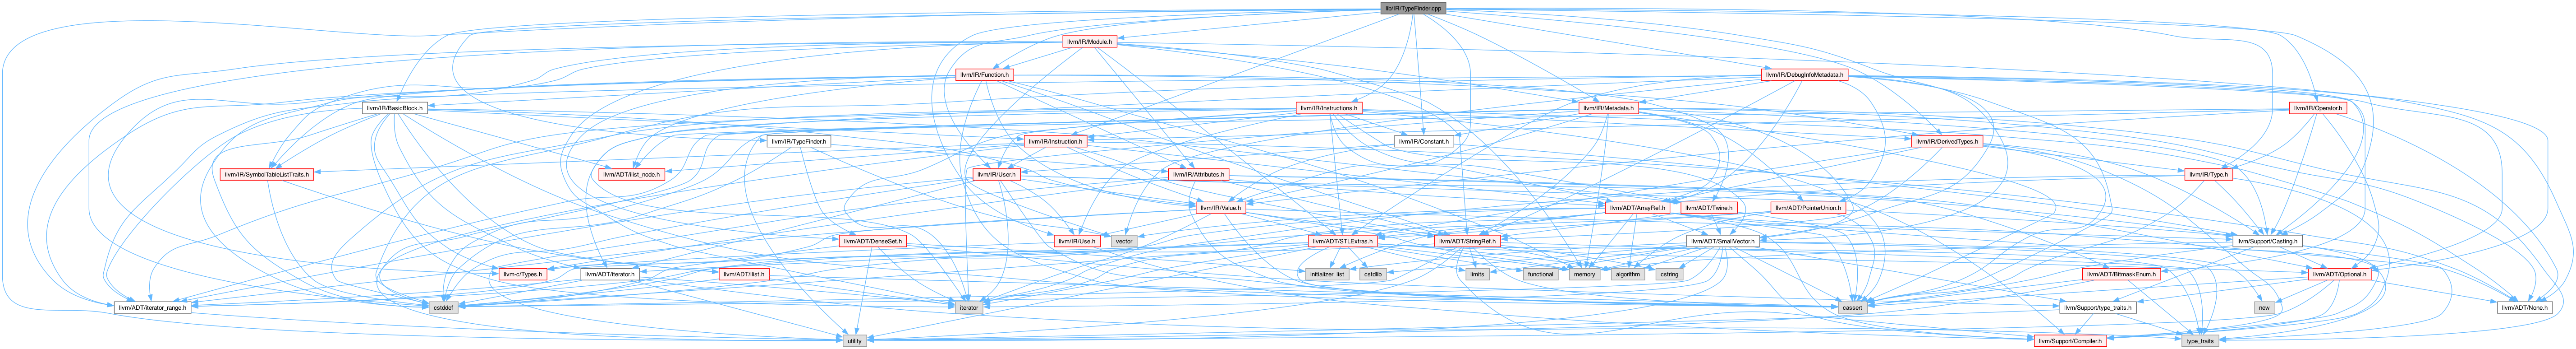 lib/IR/TypeFinder.cpp
llvm/IR/Module.h
llvm/IR/Function.h
llvm/IR/DebugInfoMetadata.h
llvm/IR/BasicBlock.h
llvm/IR/Instructions.h
llvm/IR/Metadata.h
llvm/IR/Operator.h
llvm/IR/TypeFinder.h
llvm/IR/Instruction.h
llvm/IR/Constant.h
llvm/IR/DerivedTypes.h
llvm/IR/SymbolTableListTraits.h
llvm/ADT/ilist_node.h
llvm/IR/User.h
llvm/IR/Attributes.h
llvm/IR/Type.h
llvm/IR/Value.h
llvm/ADT/ArrayRef.h
llvm/ADT/Twine.h
llvm/ADT/PointerUnion.h
llvm/ADT/DenseSet.h
llvm/IR/Use.h
vector
llvm/ADT/STLExtras.h
llvm/ADT/StringRef.h
llvm/ADT/SmallVector.h
llvm/Support/Casting.h
llvm-c/Types.h
llvm/ADT/iterator.h
llvm/ADT/ilist.h
initializer_list
cstdlib
limits
functional
memory
algorithm
cstring
llvm/ADT/BitmaskEnum.h
llvm/ADT/Optional.h
llvm/ADT/iterator_range.h
cstddef
iterator
cassert
llvm/Support/type_traits.h
new
llvm/ADT/None.h
utility
llvm/Support/Compiler.h
type_traits